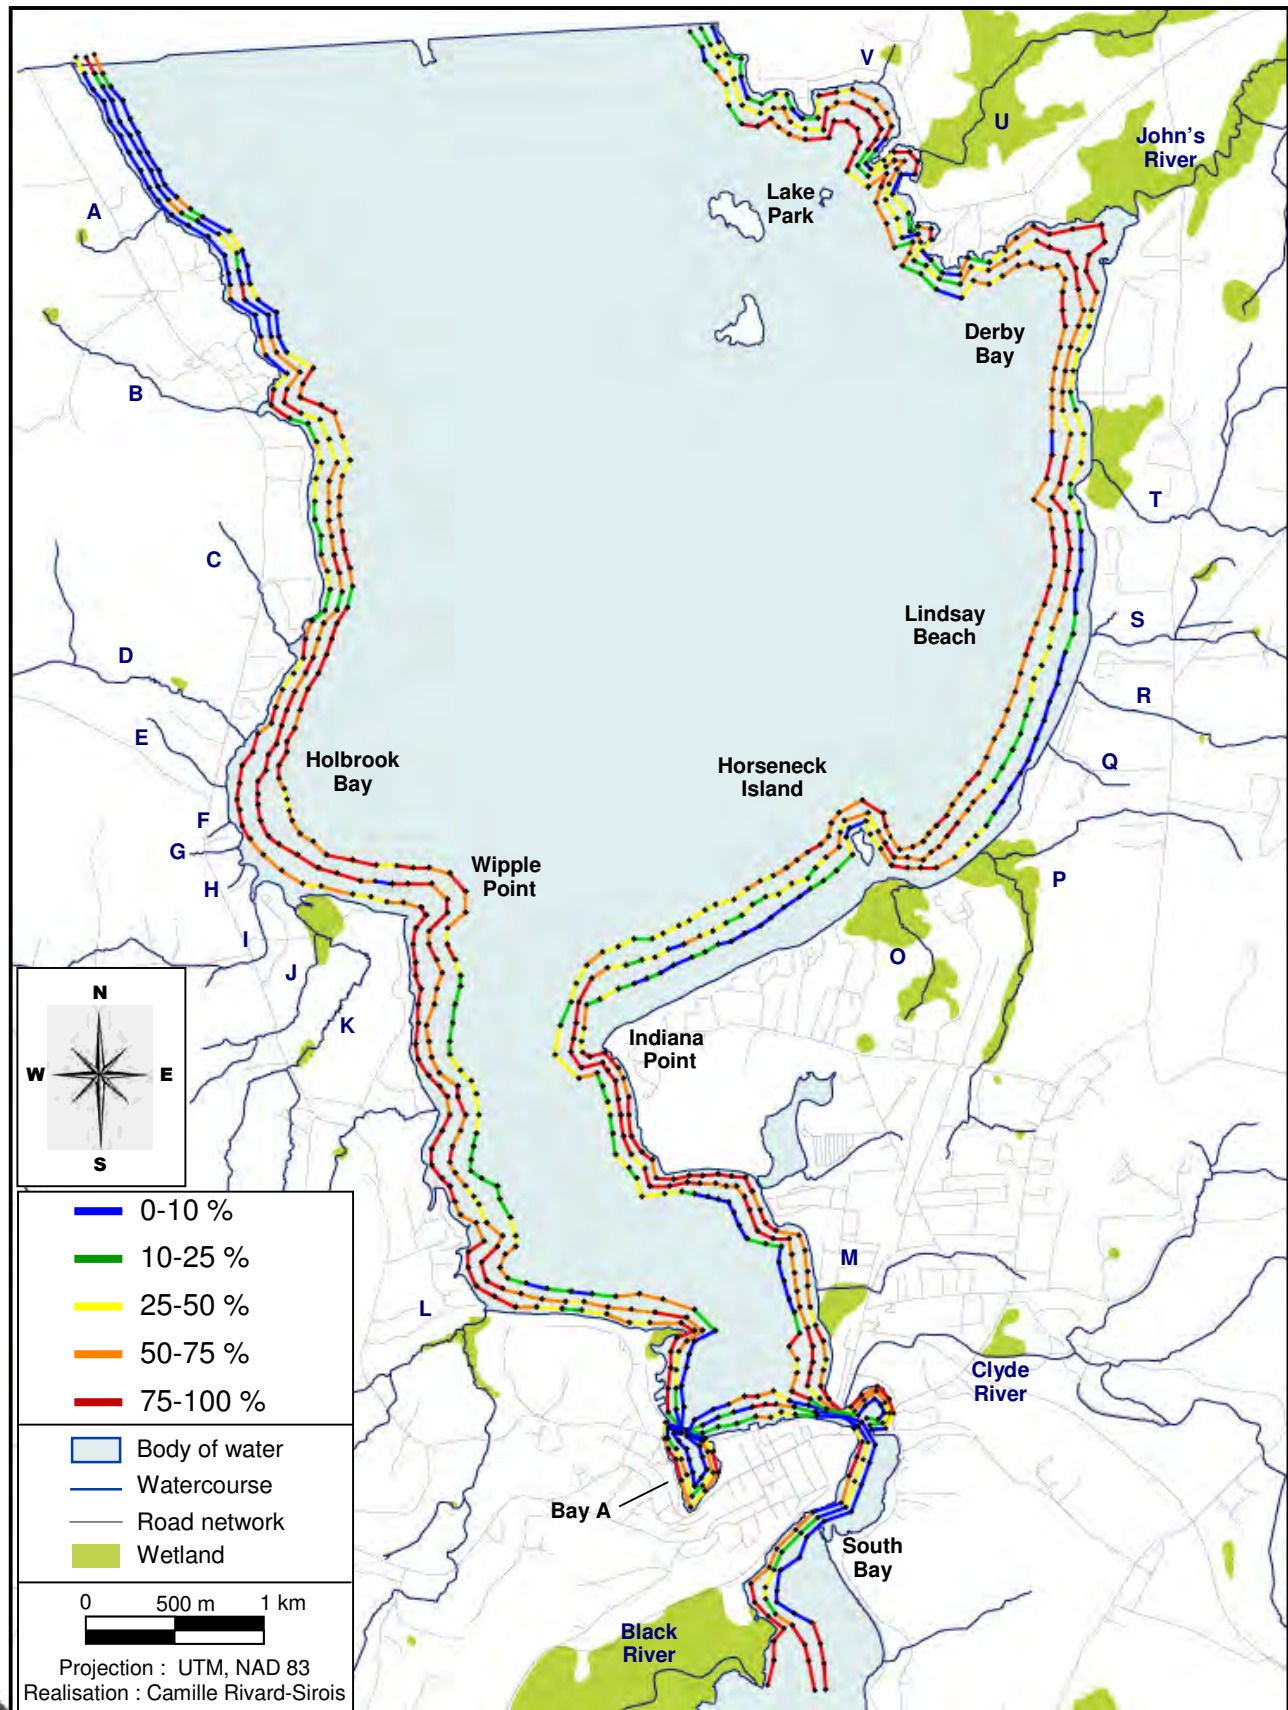 V
U
John's
River
A
Lake
Park
Derby
Bay
B
T
C
Lindsay
Beach
S
D
R
E
Holbrook
Bay
Horseneck
Island
Q
F
G
Wipple
Point
H
P
I
J
O
K
Indiana
Point
N
W
E
S
0-10 %
10-25 %
25-50 %
50-75 %
75-100 %
M
L
Clyde
River
Body of water
Watercourse
Road network
Wetland
Bay A
South
Bay
0 500 m 1 km
Black
River
Projection : UTM, NAD 83
Realisation : Camille Rivard-Sirois